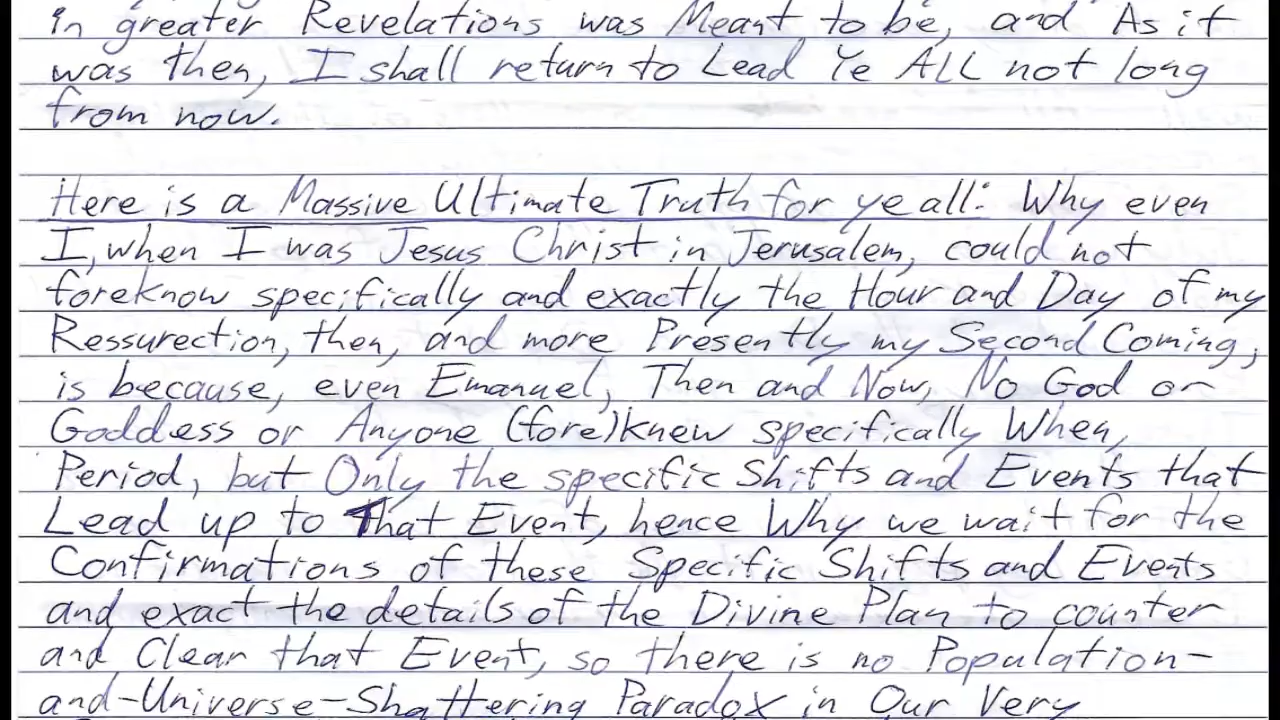 in greater Revelations was Meant to be, and As it
was then, I shall return to Lead Ye ALL not long
from now.
Here is a Massive Ultimate Truth for ye all: Why even
I, when I was Jesus Christ in Jerusalem, could not
foreknow specifically and exactly the Hour and Day of my
Ressurection, then, and more Presently my Second Coming,
is because, even Emanuel, Then and Now, No God or
Goddess or Anyone (fore)knew specifically When,
Period, but Only the specific Shifts and Events that
Lead up to That Event, hence Why we wait for the
Confirmations of these Specific Shifts and Events
and exact the details of the Divine Plan to counter
and Clear that Event, so there is no Population-
and-Universe-Shattering Paradox in Our Very